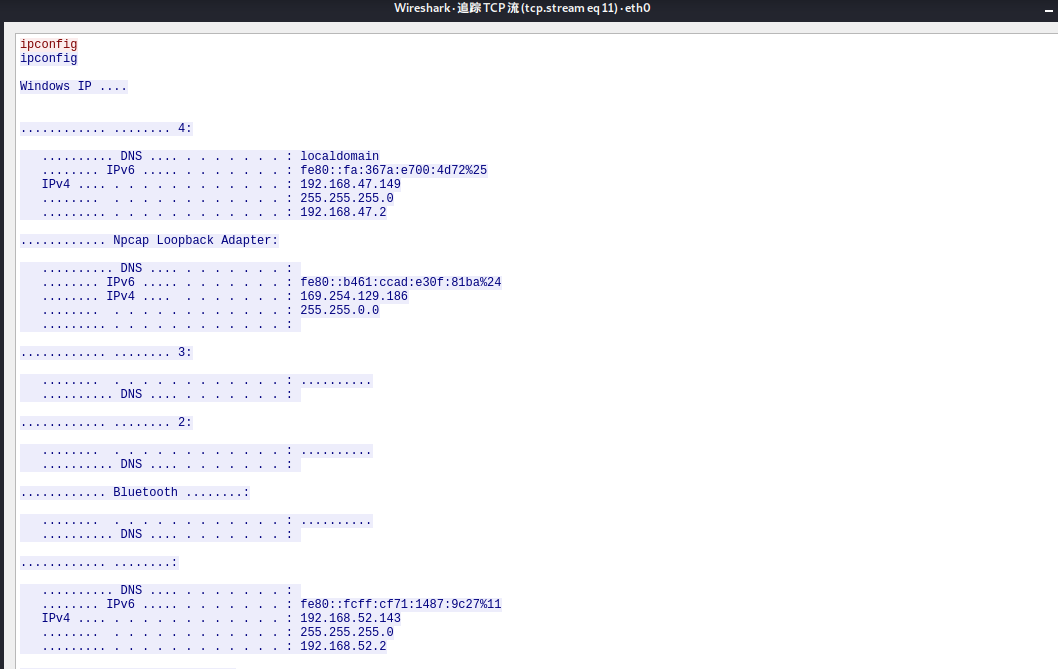 Wireshark · 追踪 TCP 流 (tcp.stream eq 11) · eth0
ipconfig
ipconfig
Windows IP ....
............ ........ 4:
.......... DNS .... . . . . . . . : localdomain
........ IPv6 ..... . . . . . . . : fe80::fa:367a:e700:4d72%25
IPv4 .... . . . . . . . . . . . . : 192.168.47.149
........  . . . . . . . . . . . . : 255.255.255.0
......... . . . . . . . . . . . . : 192.168.47.2
............ Npcap Loopback Adapter:
.......... DNS .... . . . . . . . :
........ IPv6 ..... . . . . . . . : fe80::b461:ccad:e30f:81ba%24
........ IPv4 ....  . . . . . . . : 169.254.129.186
........  . . . . . . . . . . . . : 255.255.0.0
......... . . . . . . . . . . . . :
............ ........ 3:
........  . . . . . . . . . . . . : ..........
.......... DNS .... . . . . . . . :
............ ........ 2:
........  . . . . . . . . . . . . : ..........
.......... DNS .... . . . . . . . :
............ Bluetooth ........:
........  . . . . . . . . . . . . : ..........
.......... DNS .... . . . . . . . :
............ ........:
.......... DNS .... . . . . . . . :
........ IPv6 ..... . . . . . . . : fe80::fcff:cf71:1487:9c27%11
IPv4 .... . . . . . . . . . . . . : 192.168.52.143
........  . . . . . . . . . . . . : 255.255.255.0
......... . . . . . . . . . . . . : 192.168.52.2